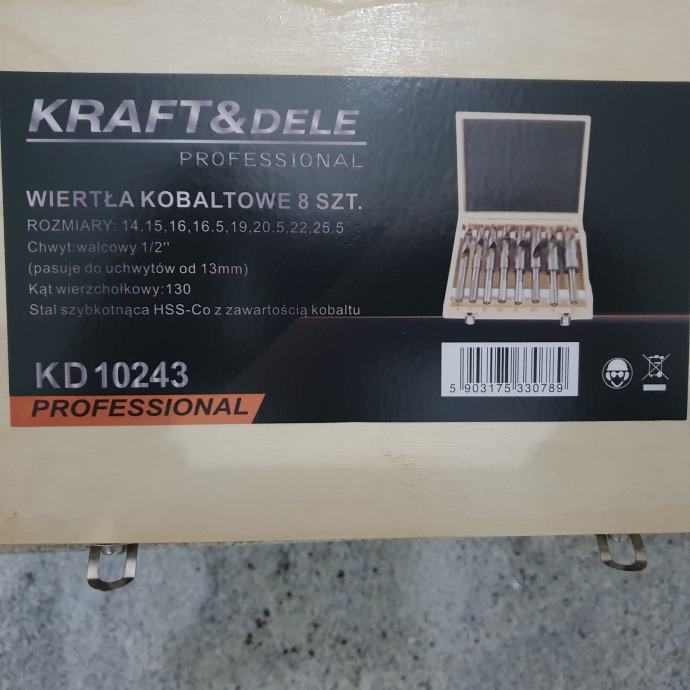 KRAFT&DELE
PROFESSIONAL
WIERTŁA KOBALTOWE 8 SZT.
ROZMIARY: 14,15,16,16.5,19,20.5,22,25.5
Chwyt:walcowy 1/2"
(pasuje do uchwytów od 13mm)
Kąt wierzchołkowy:130
Stal szybkotnąca HSS-Co z zawartością kobaltu
KD 10243
PROFESSIONAL
5 903175 330789